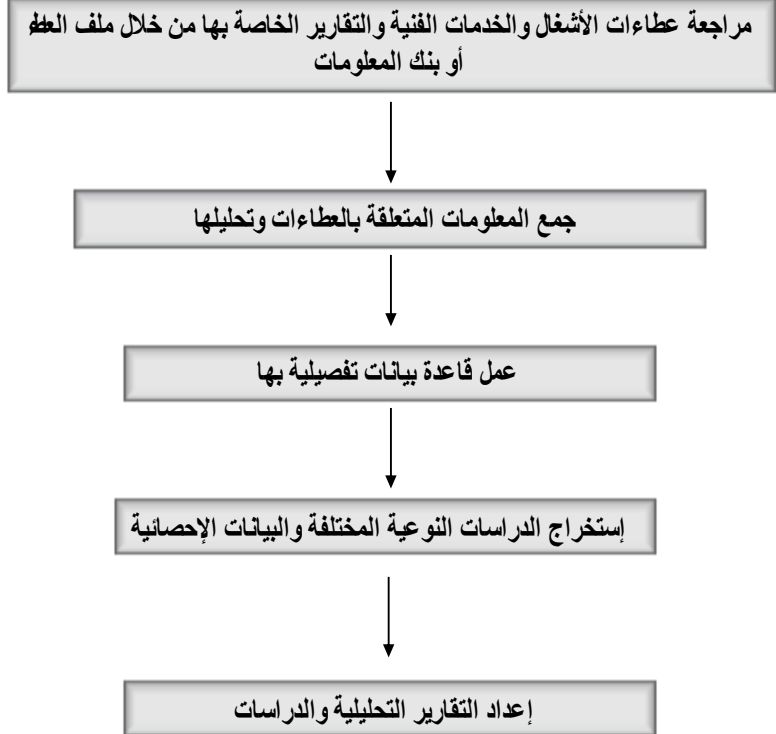 مراجعة عطاءات الأشغال والخدمات الفنية والتقارير الخاصة بها من خلال ملف
أو بنك المعلومات
جمع المعلومات المتعلقة بالعطاءات وتحليلها
عمل قاعدة بيانات تفصيلية بها
إستخراج الدراسات النوعية المختلفة والبيانات الإحصائية
إعداد التقارير التحليلية والدراسات